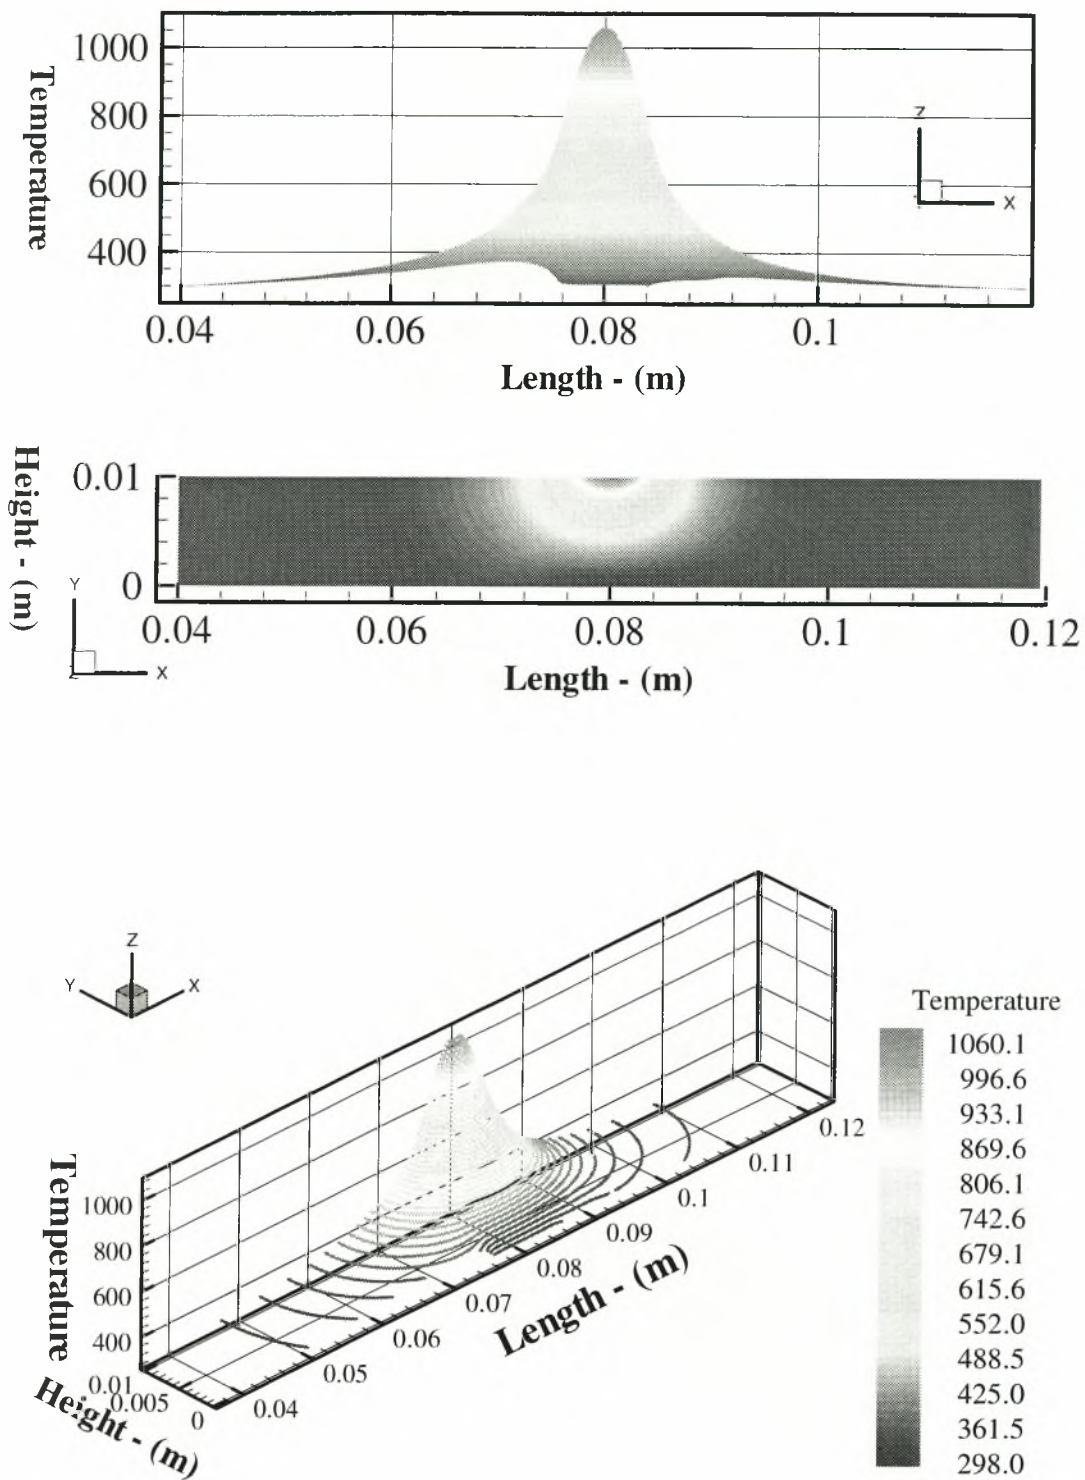 Temperature
1000
800
600
400
Z
X
0.04
0.06
0.08
0.1
Length - (m)
Height - (m)
0.01
0
Y
Z
X
0.04
0.06
0.08
0.1
0.12
Length - (m)
Z
Y
X
Temperature
1000
800
600
400
0.01
0.005
0
Height - (m)
0.04
0.05
0.06
0.07
0.08
0.09
0.1
0.11
0.12
Length - (m)
Temperature
1060.1
996.6
933.1
869.6
806.1
742.6
679.1
615.6
552.0
488.5
425.0
361.5
298.0